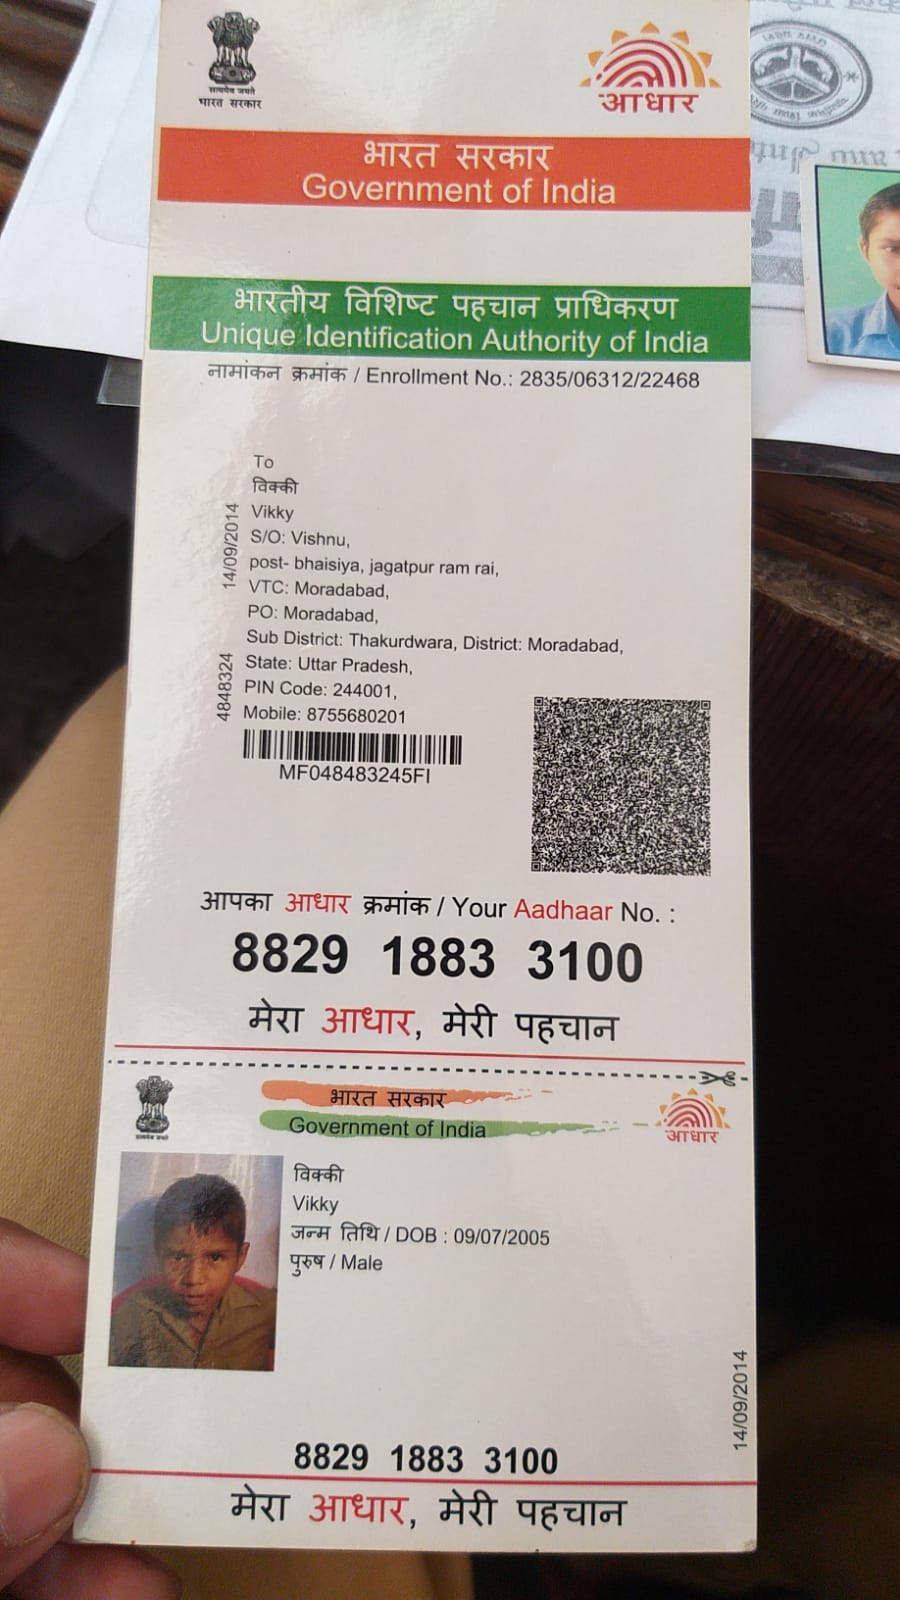 सत्यमेव जयते
भारत सरकार
आधार
भारत सरकार
Government of India
भारतीय विशिष्ट पहचान प्राधिकरण
Unique Identification Authority of India
नामांकन क्रमांक / Enrollment No.: 2835/06312/22468
To
विक्की
Vikky
S/O: Vishnu,
post- bhaisiya, jagatpur ram rai,
VTC: Moradabad,
PO: Moradabad,
Sub District: Thakurdwara, District: Moradabad,
State: Uttar Pradesh,
PIN Code: 244001,
Mobile: 8755680201
14/09/2014
4848324
MF048483245FI
आपका आधार क्रमांक / Your Aadhaar No. :
8829 1883 3100
मेरा आधार, मेरी पहचान
भारत सरकार
Government of India
सत्यमेव जयते
आधार
विक्की
Vikky
जन्म तिथि / DOB : 09/07/2005
पुरुष / Male
14/09/2014
8829 1883 3100
मेरा आधार, मेरी पहचान